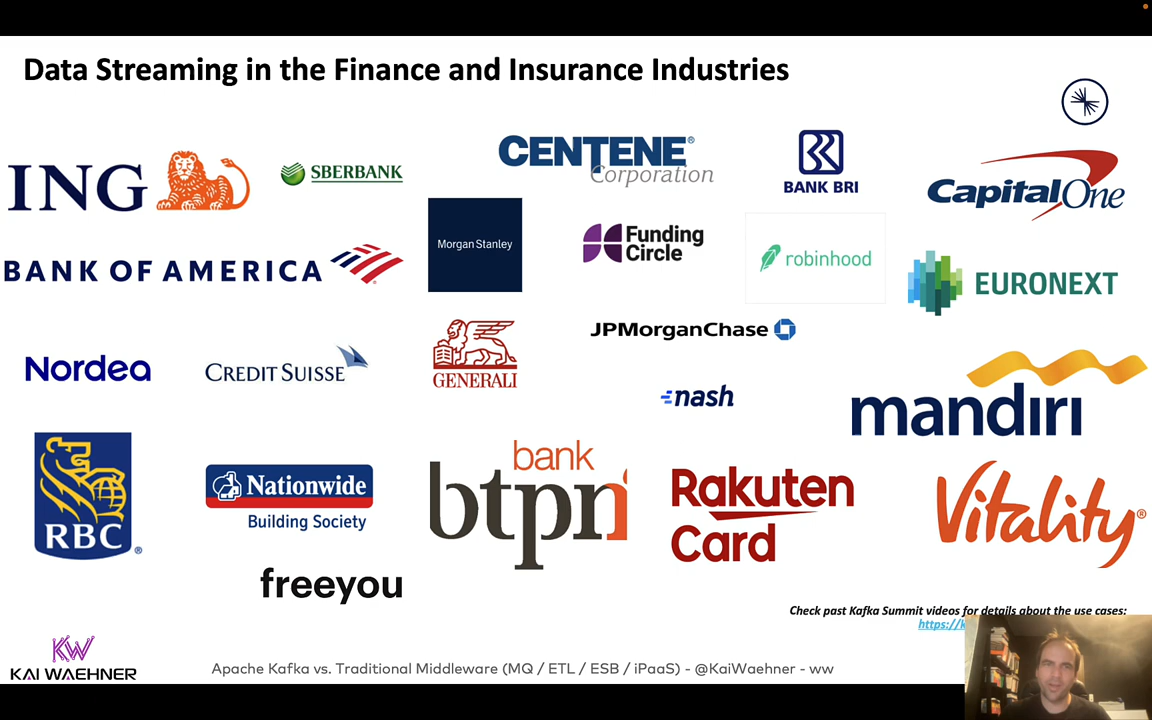 Data Streaming in the Finance and Insurance Industries
ING
SBERBANK
CENTENE®
Corporation
BANK BRI
CapitalOne
BANK OF AMERICA
Morgan Stanley
Funding
Circle
robinhood
EURONEXT
JPMorganChase
Nordea
CREDIT SUISSE
GENERALI
nash
mandırı
RBC®
Nationwide
Building Society
bank
btpn
Rakuten
Card
Vitality®
freeyou
Check past Kafka Summit videos for details about the use cases:
https://k
KW
KAI WAEHNER
Apache Kafka vs. Traditional Middleware (MQ / ETL / ESB / iPaaS) - @KaiWaehner - ww